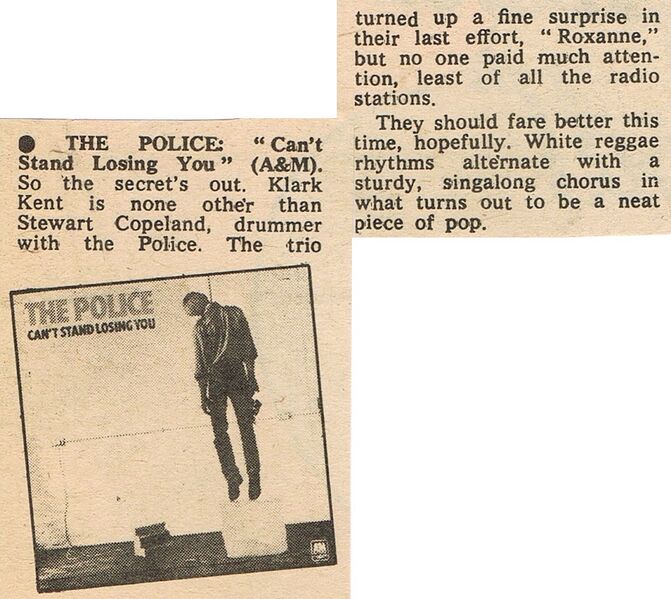 ● THE POLICE: "Can't
Stand Losing You" (A&M).
So the secret's out. Klark
Kent is none other than
Stewart Copeland, drummer
with the Police. The trio
turned up a fine surprise in
their last effort, "Roxanne,"
but no one paid much atten-
tion, least of all the radio
stations.
They should fare better this
time, hopefully. White reggae
rhythms alternate with a
sturdy, singalong chorus in
what turns out to be a neat
piece of pop.
THE POLICE
CAN'T STAND LOSING YOU
A&M